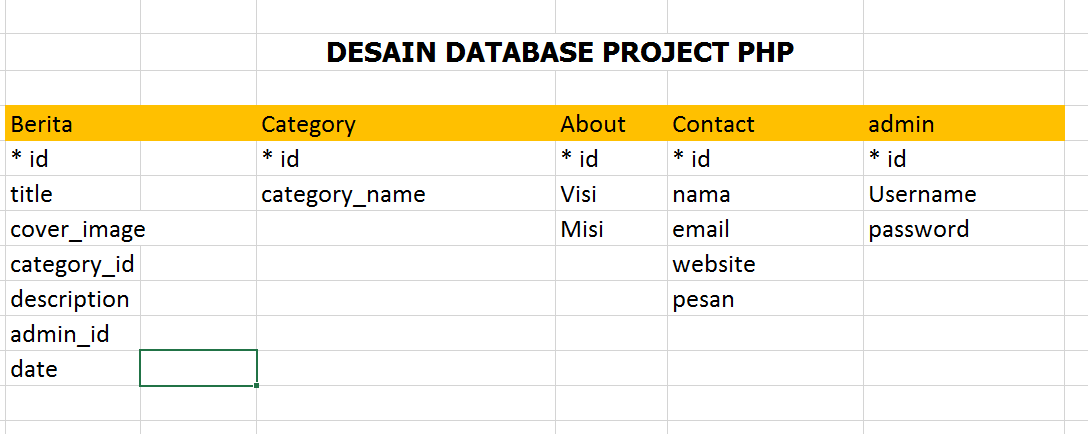 DESAIN DATABASE PROJECT PHP
Berita Category About Contact admin
* id * id * id * id * id
title category_name Visi nama Username
cover_image Misi email password
category_id website
description pesan
admin_id
date